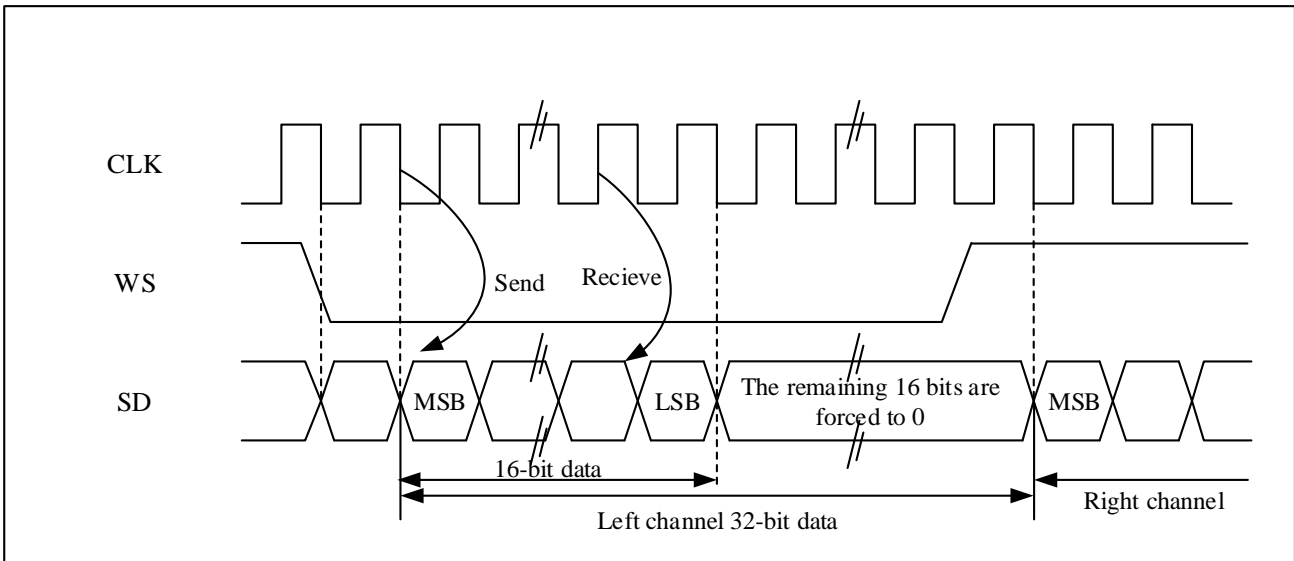 CLK
WS
Send
Recieve
SD
MSB
LSB
The remaining 16 bits are
forced to 0
MSB
16-bit data
Left channel 32-bit data
Right channel